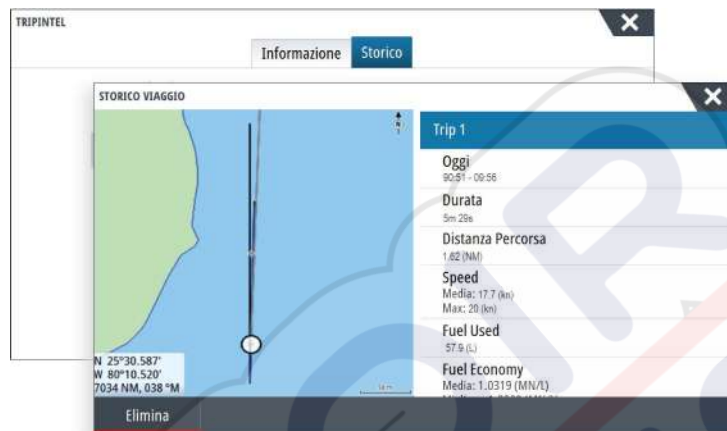 TRIPINTEL
Informazione
Storico
STORICO VIAGGIO
N
Trip 1
Oggi
90:51 - 09:56
Durata
5m 29s
Distanza Percorsa
1.62 (NM)
Speed
Media: 17.7 (kn)
Max: 20 (kn)
Fuel Used
57.9 (L)
Fuel Economy
Media: 1.0319 (MN/L)
N 25°30.587'
W 80°10.520'
7034 NM, 038 °M
Elimina